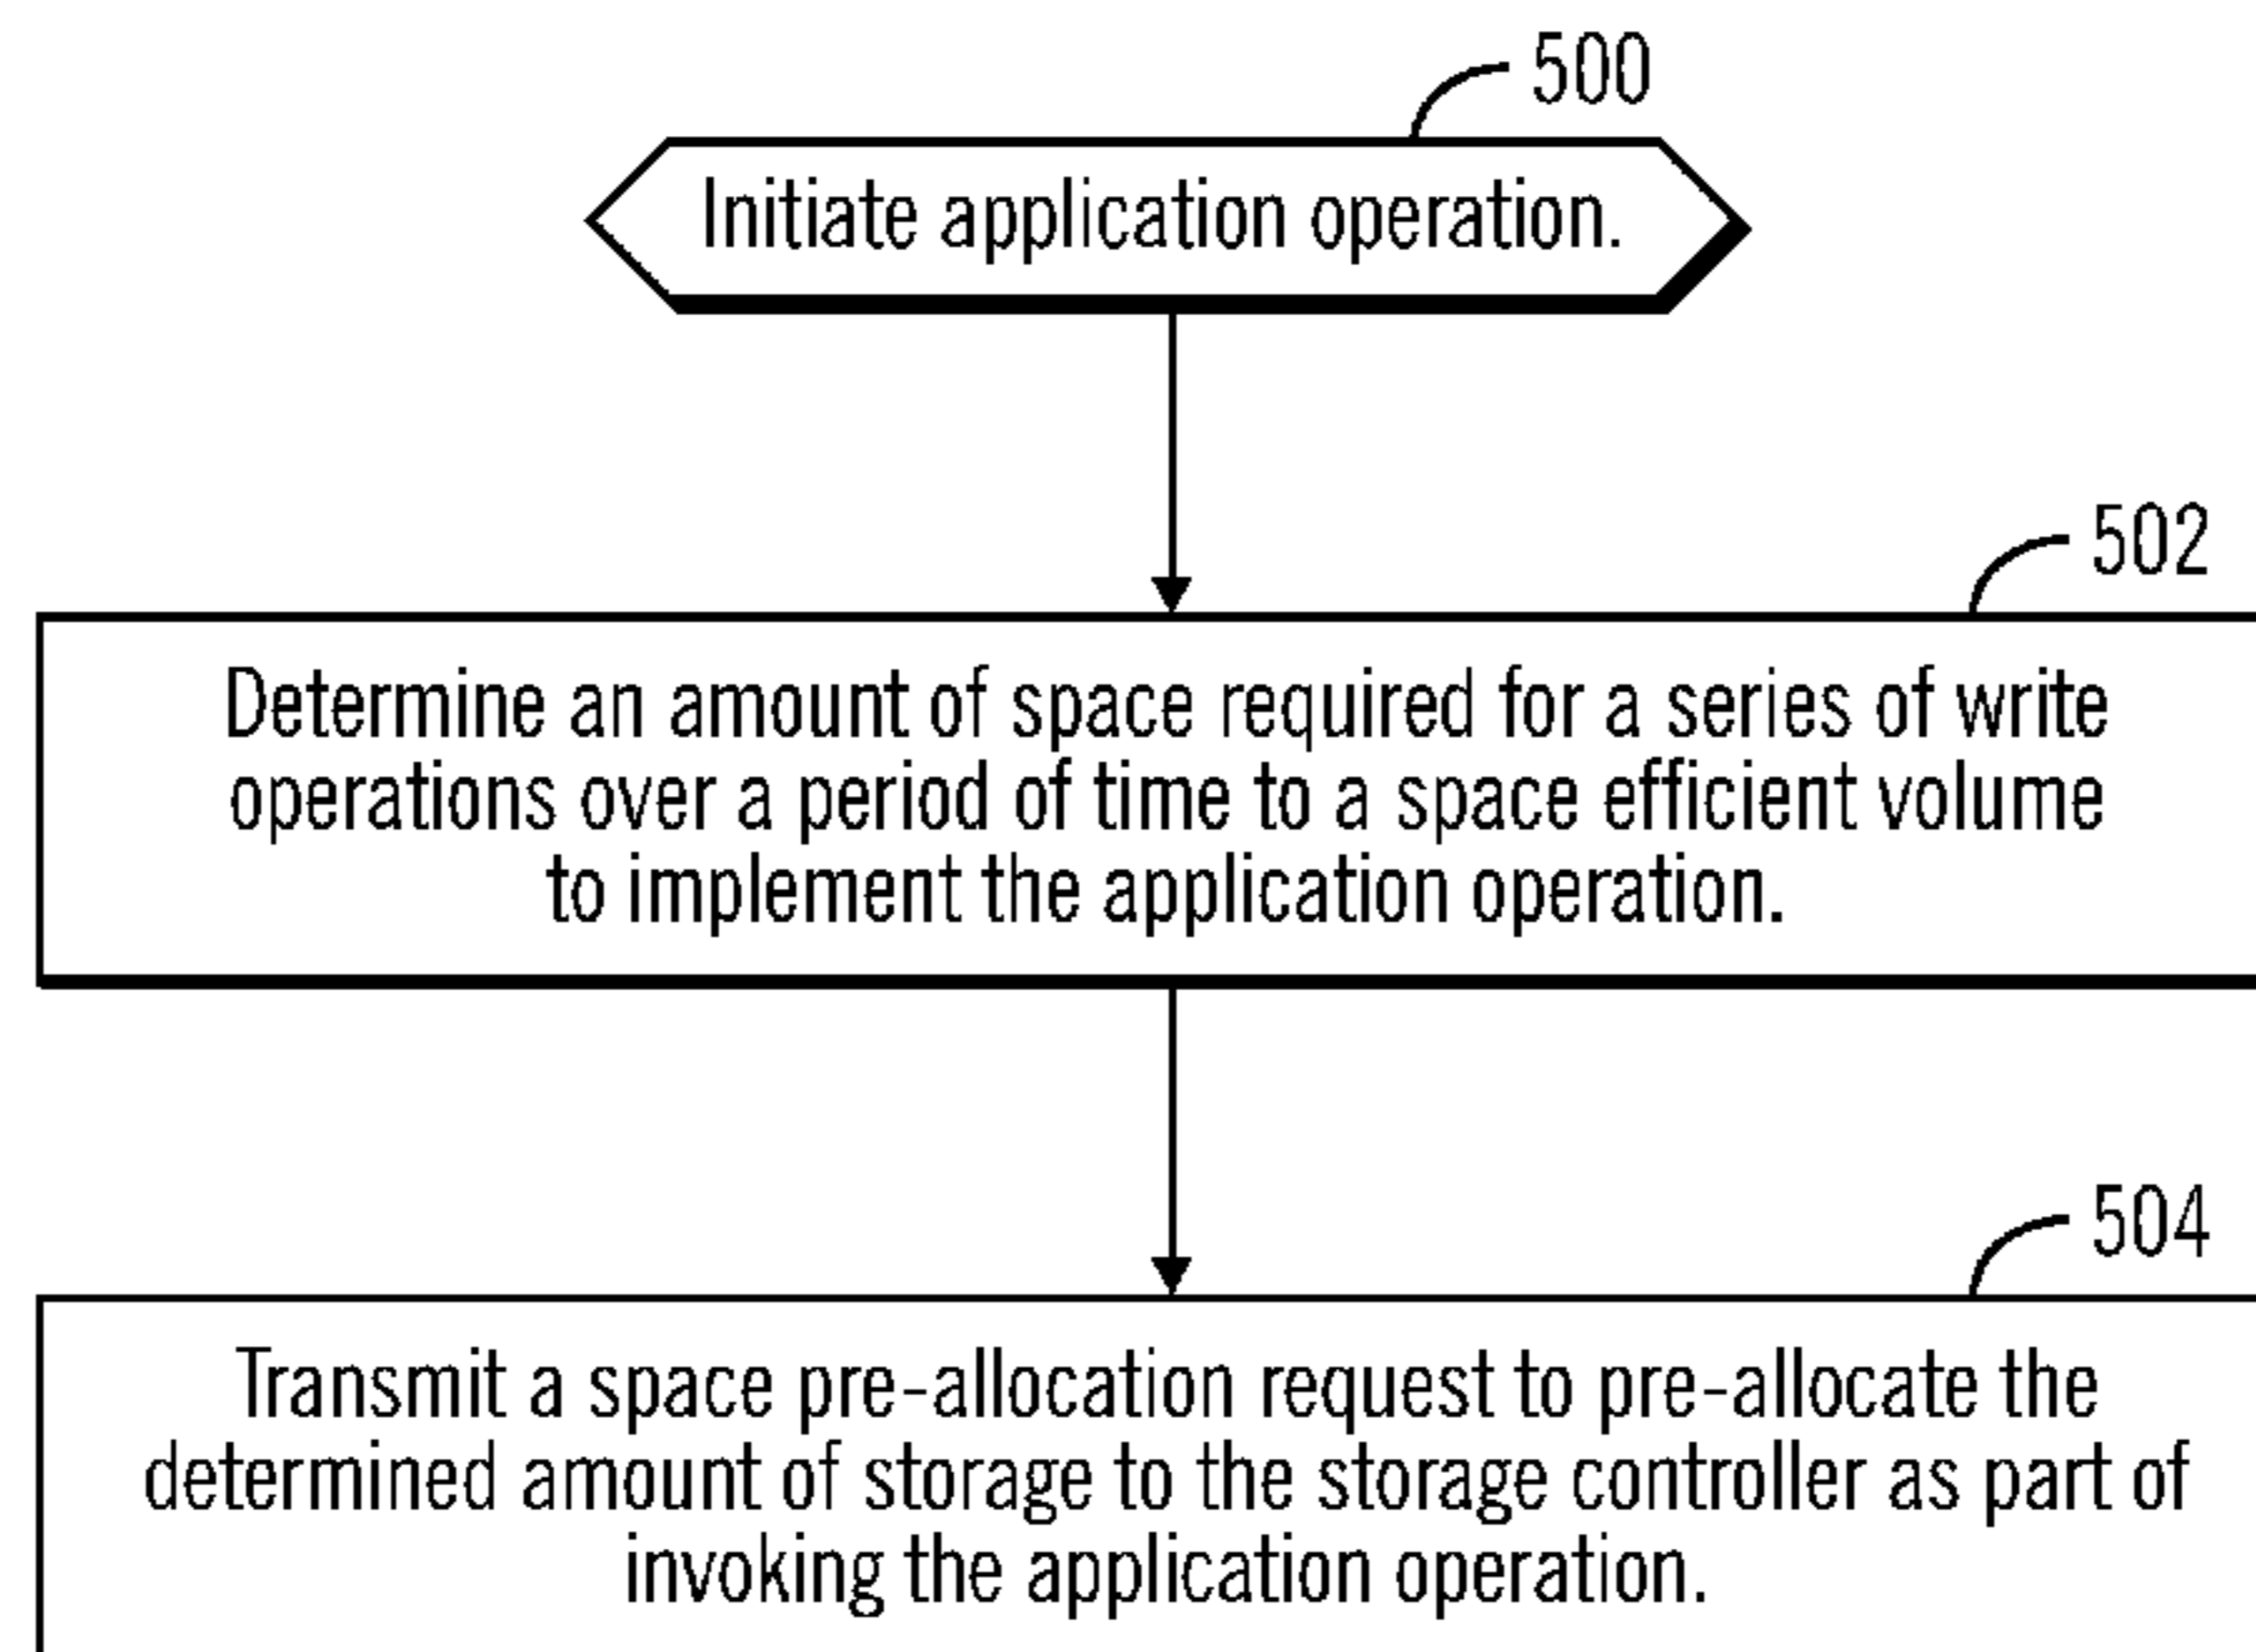 500
Initiate application operation.
502
Determine an amount of space required for a series of write
operations over a period of time to a space efficient volume
to implement the application operation.
504
Transmit a space pre-allocation request to pre-allocate the
determined amount of storage to the storage controller as part of
invoking the application operation.